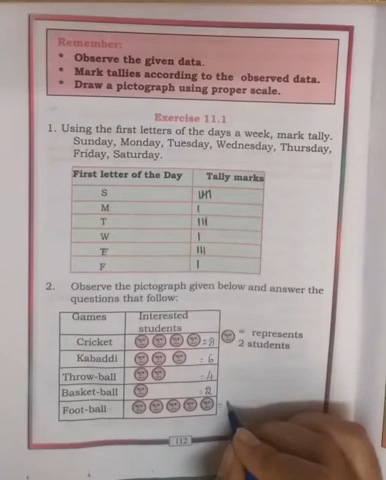 Remember:
* Observe the given data.
* Mark tallies according to the observed data.
* Draw a pictograph using proper scale.
Exercise 11.1
1. Using the first letters of the days a week, mark tally.
Sunday, Monday, Tuesday, Wednesday, Thursday,
Friday, Saturday.
First letter of the Day Tally marks
S
M I
T III
W I
F III
F I
2. Observe the pictograph given below and answer the
questions that follow:
Games Interested
students
= represents
2 students
Cricket = 8
Kabaddi = 6
Throw-ball = 4
Basket-ball = 2
Foot-ball =
112